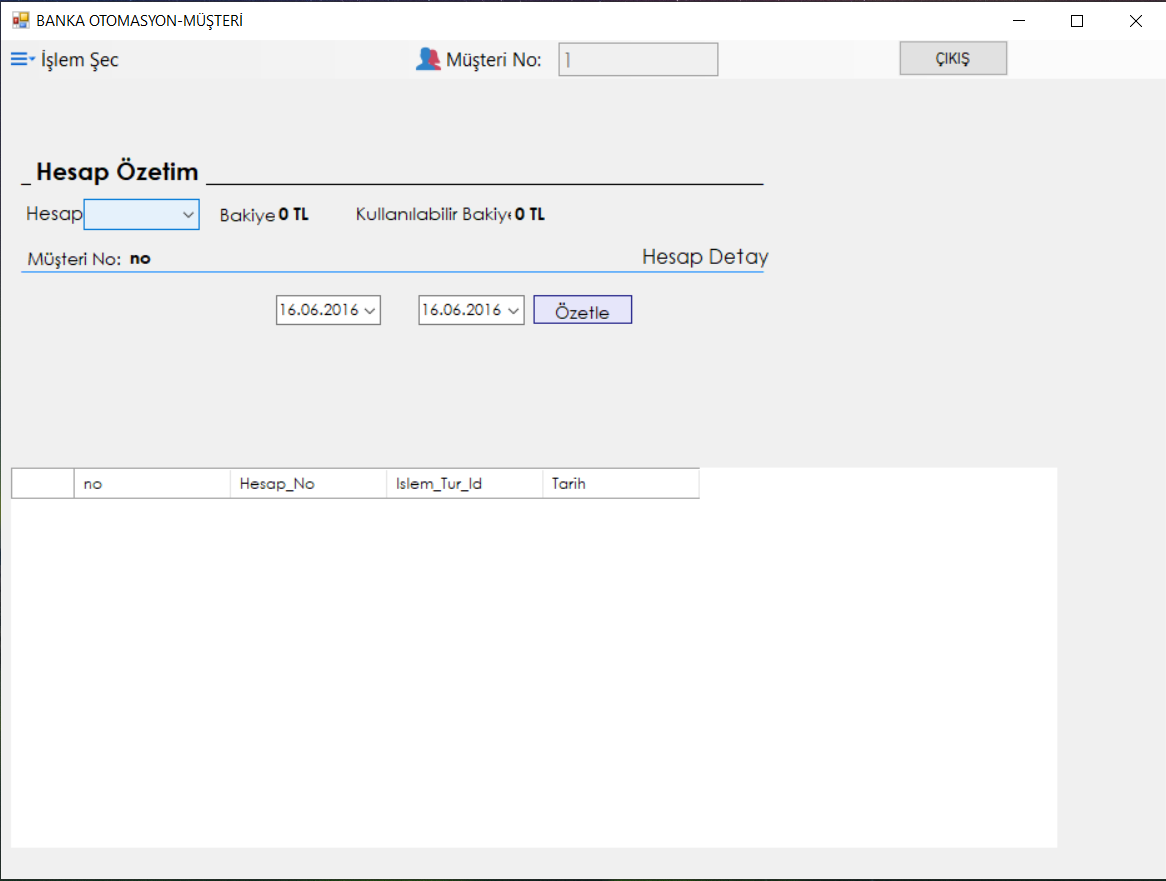 BANKA OTOMASYON-MÜŞTERİ
İşlem Şec Müşteri No: 1 ÇIKIŞ
_ Hesap Özetim
Hesap Bakiye 0 TL Kullanılabilir Bakiye 0 TL
Müşteri No: no Hesap Detay
16.06.2016 16.06.2016 Özetle
no Hesap_No Islem_Tur_Id Tarih